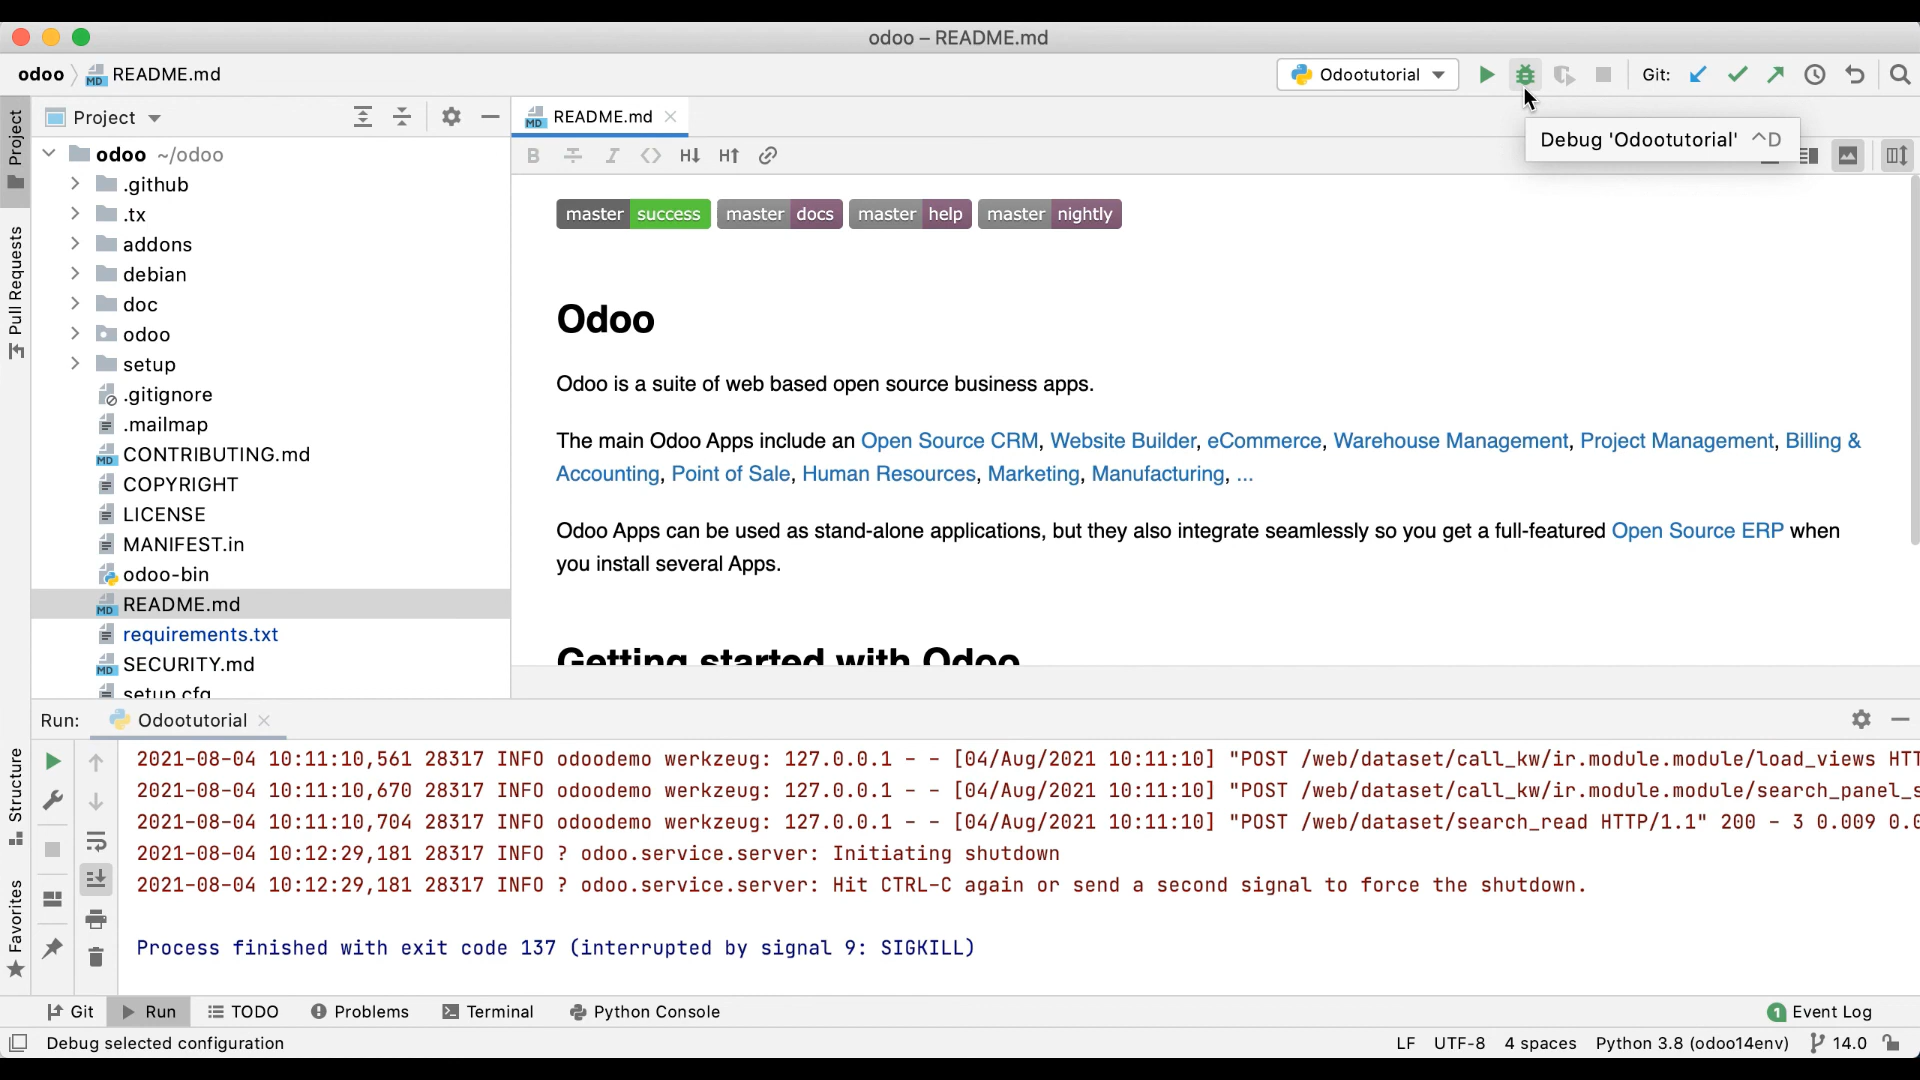 odoo – README.md
odoo README.md
Odootutorial
Git:
Debug 'Odootutorial' ^D
Project
Project
Pull Requests
Structure
Favorites
odoo ~/odoo
.github
.tx
addons
debian
doc
odoo
setup
.gitignore
.mailmap
CONTRIBUTING.md
COPYRIGHT
LICENSE
MANIFEST.in
odoo-bin
README.md
requirements.txt
SECURITY.md
setup.cfg
README.md
B I <> H↓ H↑
master success master docs master help master nightly
Odoo
Odoo is a suite of web based open source business apps.
The main Odoo Apps include an Open Source CRM, Website Builder, eCommerce, Warehouse Management, Project Management, Billing &
Accounting, Point of Sale, Human Resources, Marketing, Manufacturing, ...
Odoo Apps can be used as stand-alone applications, but they also integrate seamlessly so you get a full-featured Open Source ERP when
you install several Apps.
Getting started with Odoo
Run: Odootutorial
2021-08-04 10:11:10,561 28317 INFO odoodemo werkzeug: 127.0.0.1 - - [04/Aug/2021 10:11:10] "POST /web/dataset/call_kw/ir.module.module/load_views HTT
2021-08-04 10:11:10,670 28317 INFO odoodemo werkzeug: 127.0.0.1 - - [04/Aug/2021 10:11:10] "POST /web/dataset/call_kw/ir.module.module/search_panel_s
2021-08-04 10:11:10,704 28317 INFO odoodemo werkzeug: 127.0.0.1 - - [04/Aug/2021 10:11:10] "POST /web/dataset/search_read HTTP/1.1" 200 - 3 0.009 0.0
2021-08-04 10:12:29,181 28317 INFO ? odoo.service.server: Initiating shutdown
2021-08-04 10:12:29,181 28317 INFO ? odoo.service.server: Hit CTRL-C again or send a second signal to force the shutdown.
Process finished with exit code 137 (interrupted by signal 9: SIGKILL)
Git Run TODO Problems Terminal Python Console 1 Event Log
Debug selected configuration LF UTF-8 4 spaces Python 3.8 (odoo14env) 14.0